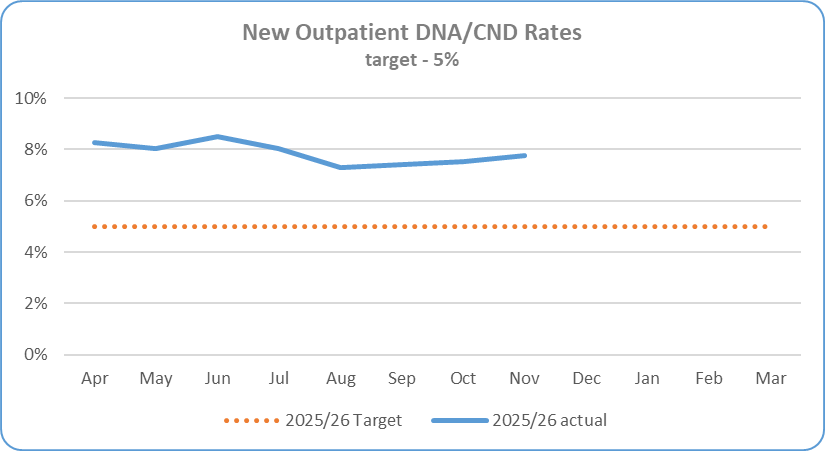 New Outpatient DNA/CND Rates
target - 5%
10%
8%
6%
4%
2%
0%
Apr May Jun Jul Aug Sep Oct Nov Dec Jan Feb Mar
2025/26 Target 2025/26 actual